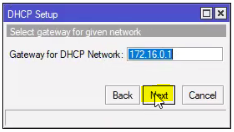 DHCP Setup
Select gateway for given network
Gateway for DHCP Network: 172.16.0.1
Back Next Cancel